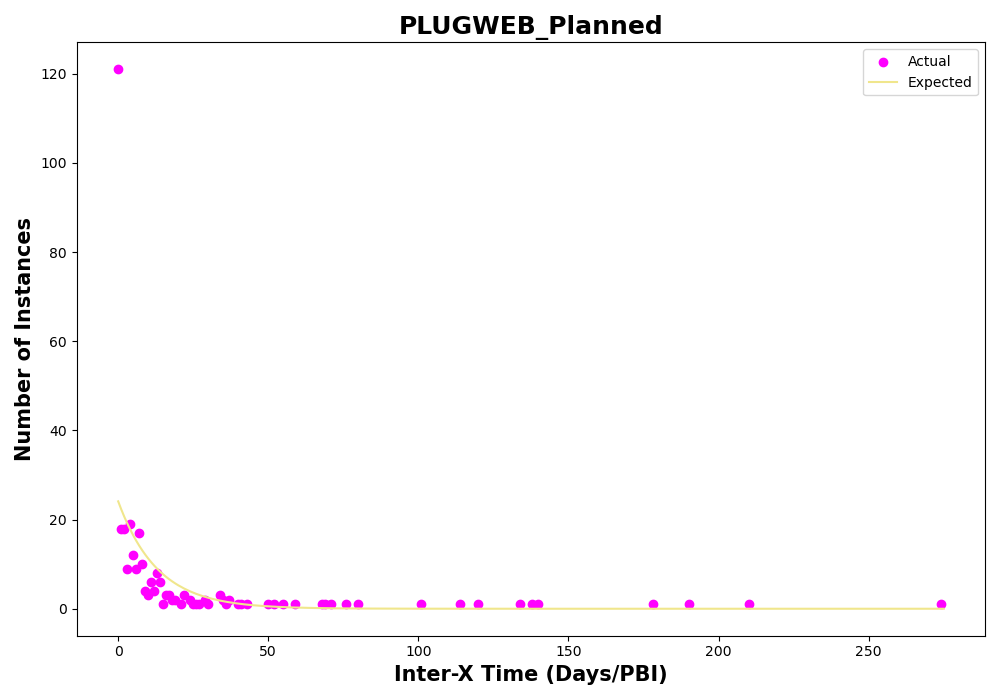 PLUGWEB_Planned
Actual
Expected
120
100
80
60
40
20
0
Number of Instances
0 50 100 150 200 250
Inter-X Time (Days/PBI)